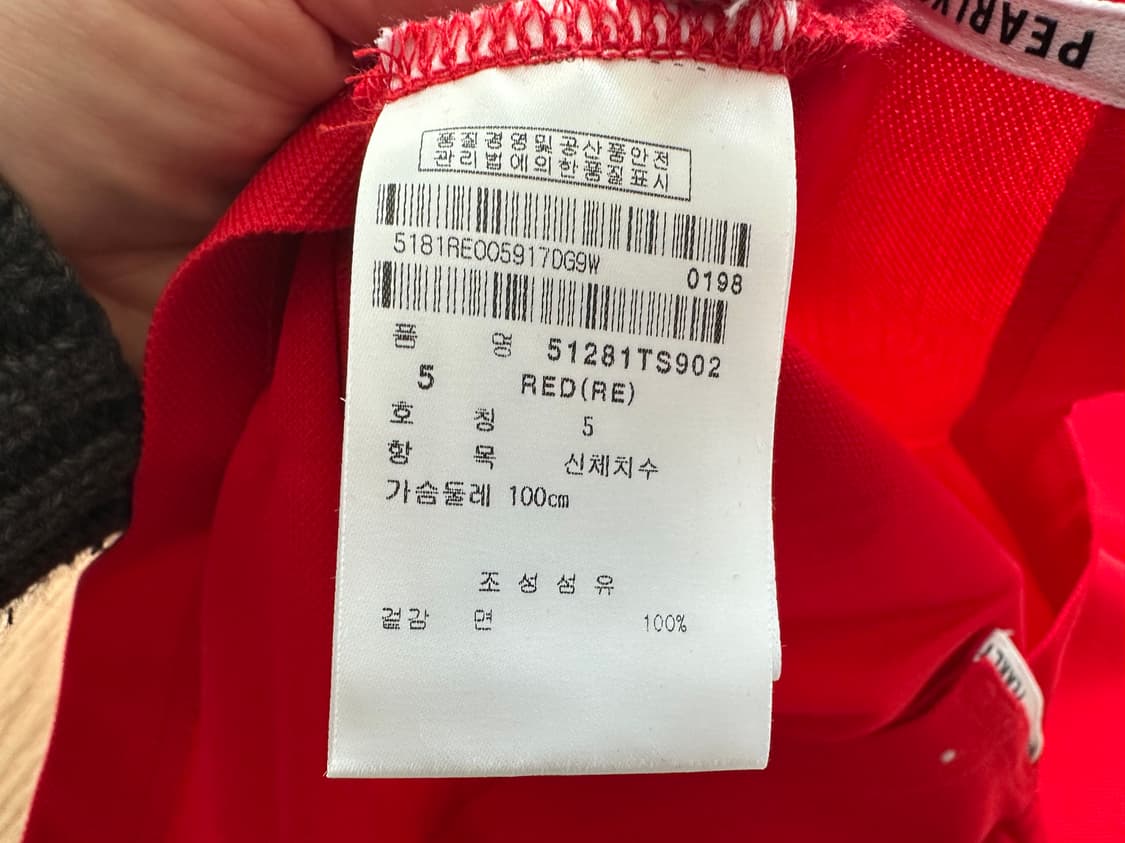 PEARLY
품질경영및공산품안전
관리법에의한품질표시
5181RE005917DG9W
0198
품 명 51281TS902
5 RED(RE)
호 칭 5
항 목 신체치수
가슴둘레 100cm
조성섬유
겉감 면 100%